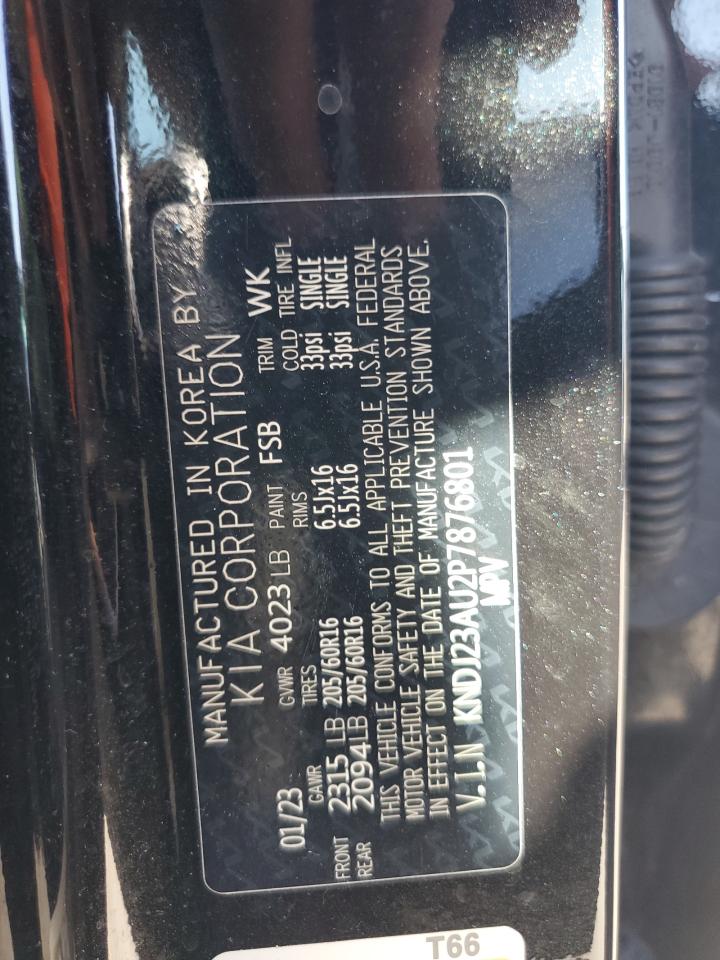 MANUFACTURED IN KOREA BY
KIA CORPORATION
01/23 GVWR 4023 LB PAINT FSB TRIM WK
GAWR TIRES RIMS COLD TIRE INFL
FRONT 2315 LB 205/60R16 6.5Jx16 33psi SINGLE
REAR 2094 LB 205/60R16 6.5Jx16 33psi SINGLE
THIS VEHICLE CONFORMS TO ALL APPLICABLE U.S.A. FEDERAL
MOTOR VEHICLE SAFETY AND THEFT PREVENTION STANDARDS
IN EFFECT ON THE DATE OF MANUFACTURE SHOWN ABOVE.
V.I.N KNDJ23AU2P7876801
MPV
T66